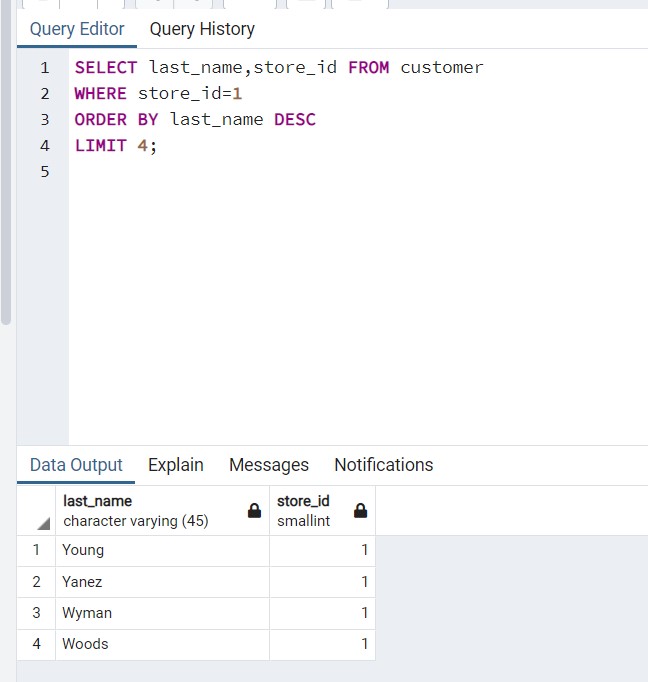 Query Editor Query History
1 SELECT last_name,store_id FROM customer
2 WHERE store_id=1
3 ORDER BY last_name DESC
4 LIMIT 4;
5
Data Output Explain Messages Notifications
last_name store_id
character varying (45) smallint
1 Young 1
2 Yanez 1
3 Wyman 1
4 Woods 1